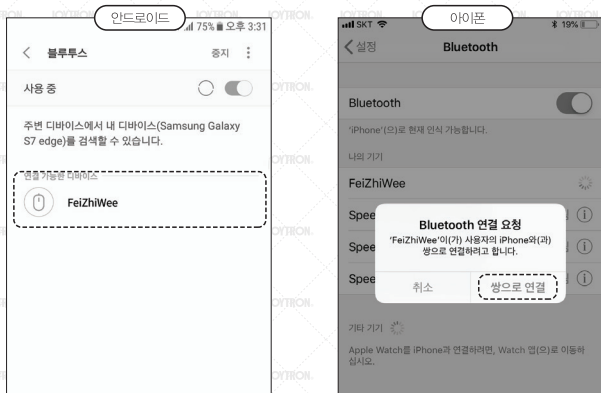 안드로이드
75% 오후 3:31
블루투스
중지
사용 중
주변 디바이스에서 내 디바이스(Samsung Galaxy
S7 edge)를 검색할 수 있습니다.
연결 가능한 디바이스
FeiZhiWee
아이폰
SKT
19%
설정
Bluetooth
Bluetooth
'iPhone'(으)로 현재 인식 가능합니다.
나의 기기
FeiZhiWee
Spee
Spee
Spee
Bluetooth 연결 요청
'FeiZhiWee'이(가) 사용자의 iPhone와(과)
쌍으로 연결하려고 합니다.
취소
쌍으로 연결
기타 기기
Apple Watch를 iPhone과 연결하려면, Watch 앱(으)로 이동하
십시오.
JOYTRON.